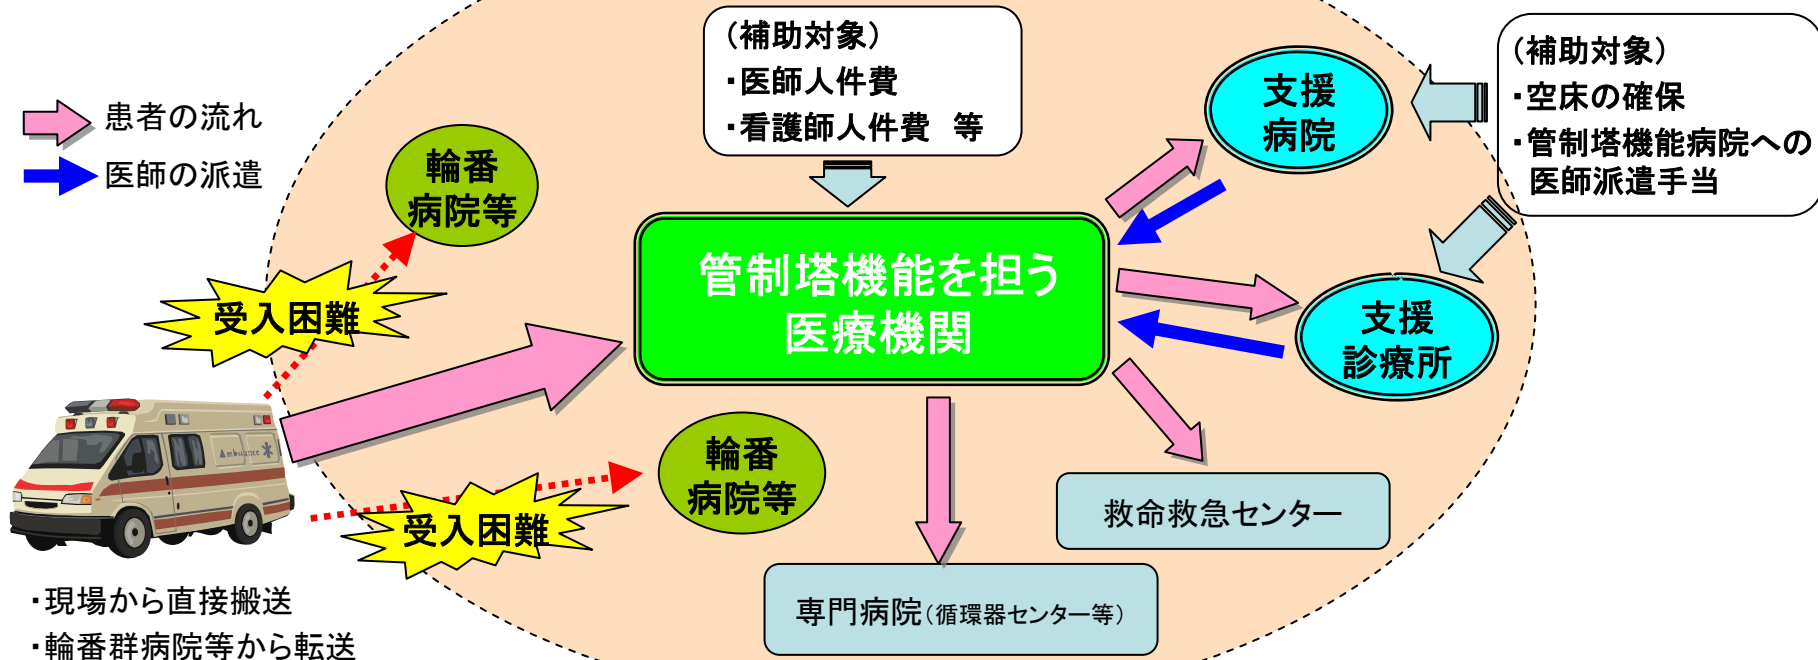 (補助対象)
・医師人件費
・看護師人件費　等
(補助対象)
・空床の確保
・管制塔機能病院への
医師派遣手当
患者の流れ
医師の派遣
輪番
病院等
支援
病院
管制塔機能を担う
医療機関
受入困難
支援
診療所
輪番
病院等
受入困難
Ambulance
救命救急センター
専門病院(循環器センター等)
・現場から直接搬送
・輪番群病院等から転送